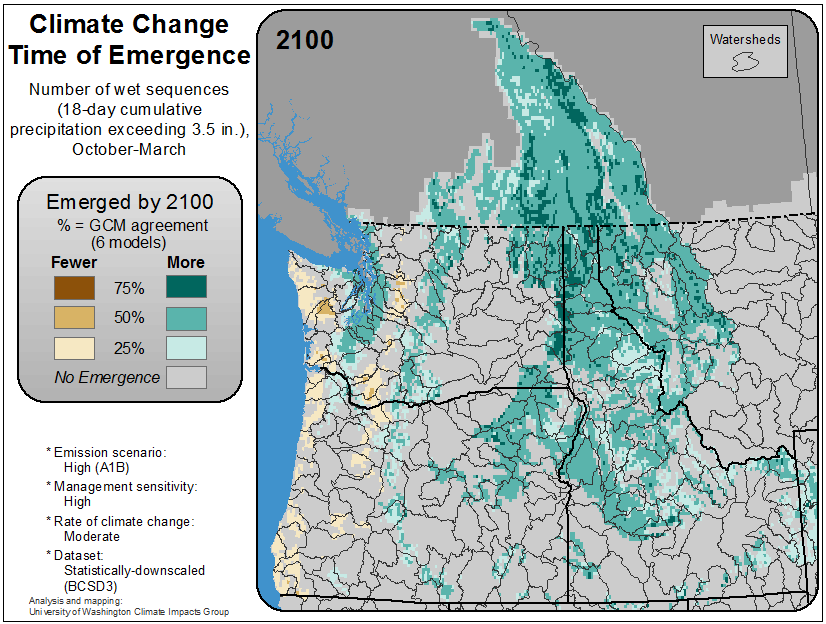 Climate Change
Time of Emergence
Number of wet sequences
(18-day cumulative
precipitation exceeding 3.5 in.),
October-March
Emerged by 2100
% = GCM agreement
(6 models)
Fewer More
75%
50%
25%
No Emergence
* Emission scenario:
High (A1B)
* Management sensitivity:
High
* Rate of climate change:
Moderate
* Dataset:
Statistically-downscaled
(BCSD3)
Analysis and mapping:
University of Washington Climate Impacts Group
2100
Watersheds